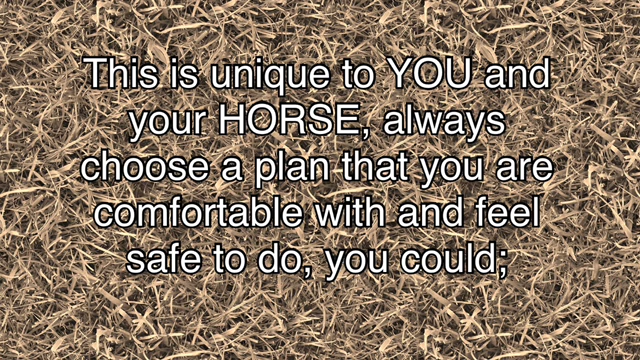 This is unique to YOU and
your HORSE, always
choose a plan that you are
comfortable with and feel
safe to do, you could;